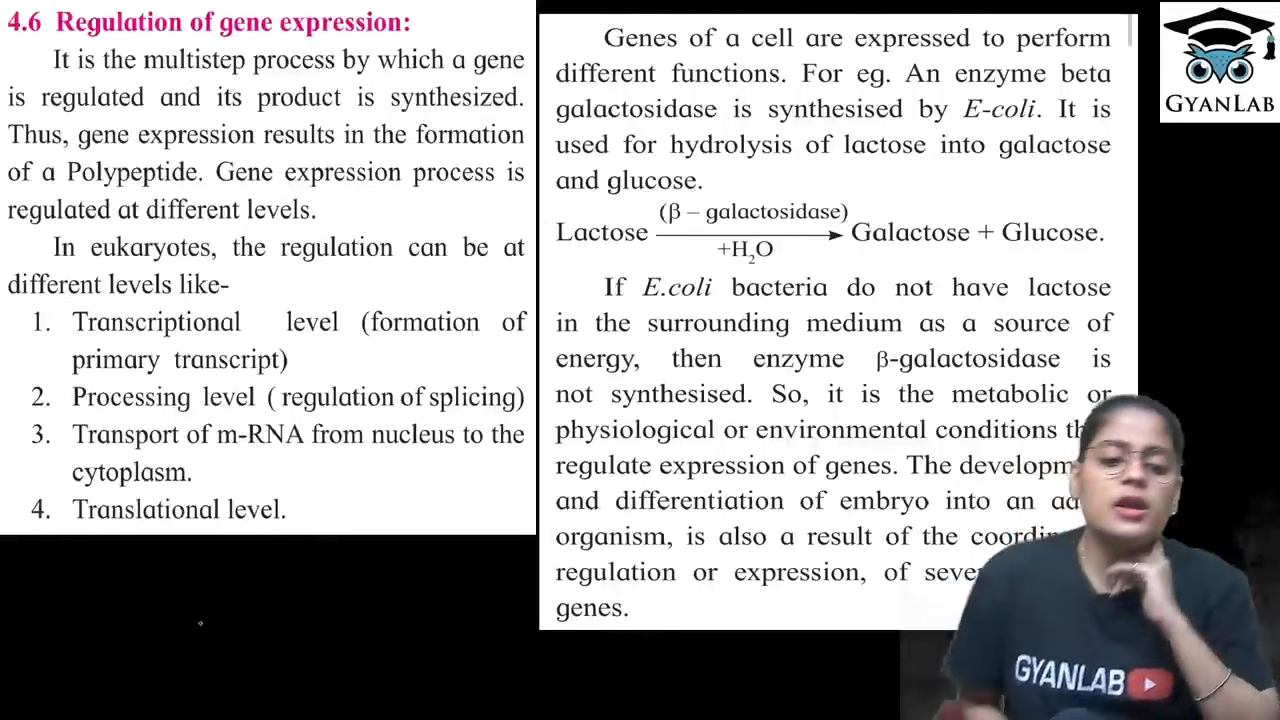 4.6 Regulation of gene expression:
It is the multistep process by which a gene
is regulated and its product is synthesized.
Thus, gene expression results in the formation
of a Polypeptide. Gene expression process is
regulated at different levels.
In eukaryotes, the regulation can be at
different levels like-
1. Transcriptional level (formation of
primary transcript)
2. Processing level ( regulation of splicing)
3. Transport of m-RNA from nucleus to the
cytoplasm.
4. Translational level.
Genes of a cell are expressed to perform
different functions. For eg. An enzyme beta
galactosidase is synthesised by E-coli. It is
used for hydrolysis of lactose into galactose
and glucose.
(β – galactosidase)
Lactose ⟶ Galactose + Glucose.
+H₂O
If E.coli bacteria do not have lactose
in the surrounding medium as a source of
energy, then enzyme β-galactosidase is
not synthesised. So, it is the metabolic or
physiological or environmental conditions
regulate expression of genes. The
and differentiation of embryo into an
organism, is also a result of the
regulation or expression, of
genes.
GYANLAB
GYANLAB